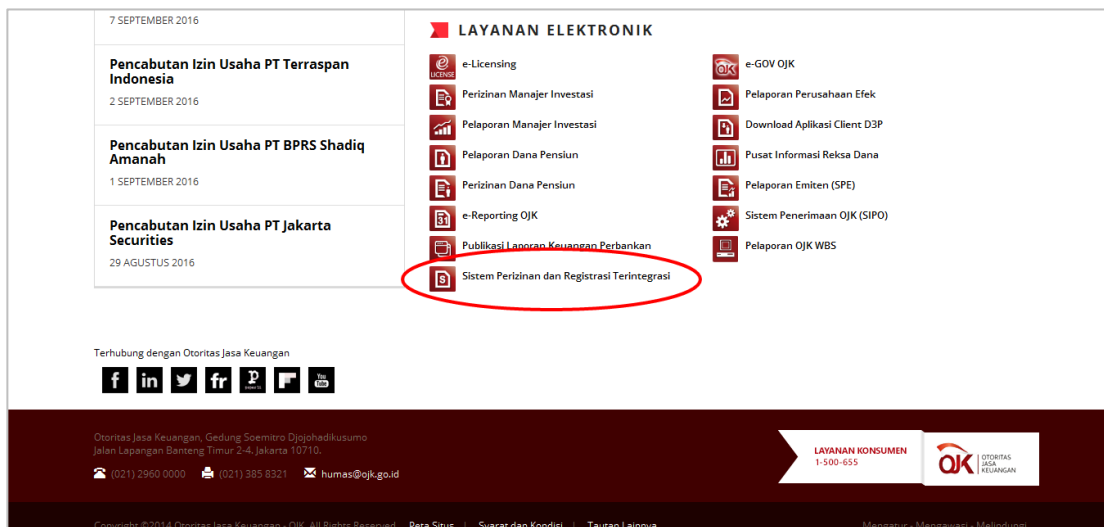 7 SEPTEMBER 2016
Pencabutan Izin Usaha PT Terraspan
Indonesia
2 SEPTEMBER 2016
Pencabutan Izin Usaha PT BPRS Shadiq
Amanah
1 SEPTEMBER 2016
Pencabutan Izin Usaha PT Jakarta
Securities
29 AGUSTUS 2016
LAYANAN ELEKTRONIK
LICENSE
e-Licensing
Perizinan Manajer Investasi
Pelaporan Manajer Investasi
Pelaporan Dana Pensiun
Perizinan Dana Pensiun
31
e-Reporting OJK
Publikasi Laporan Keuangan Perbankan
S
Sistem Perizinan dan Registrasi Terintegrasi
OJK
e-GOV OJK
Pelaporan Perusahaan Efek
Download Aplikasi Client D3P
Pusat Informasi Reksa Dana
Pelaporan Emiten (SPE)
Sistem Penerimaan OJK (SIPO)
Pelaporan OJK WBS
Terhubung dengan Otoritas Jasa Keuangan
f in fr P You Tube
Otoritas Jasa Keuangan, Gedung Soemitro Djojohadikusumo
Jalan Lapangan Banteng Timur 2-4, Jakarta 10710.
(021) 2960 0000 (021) 385 8321 humas@ojk.go.id
LAYANAN KONSUMEN
1-500-655
OJK
OTORITAS
JASA
KEUANGAN
Copyright ©2014 Otoritas Jasa Keuangan - OJK. All Rights Reserved. Peta Situs | Syarat dan Kondisi | Tautan Lainnya
Mengatur - Mengawasi - Melindungi